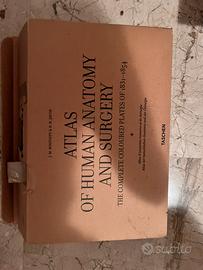 J. M. BOURGERY & N. H. JACOB
ATLAS
OF HUMAN ANATOMY
AND SURGERY
THE COMPLETE COLOURED PLATES OF 1831–1854
TASCHEN
subito